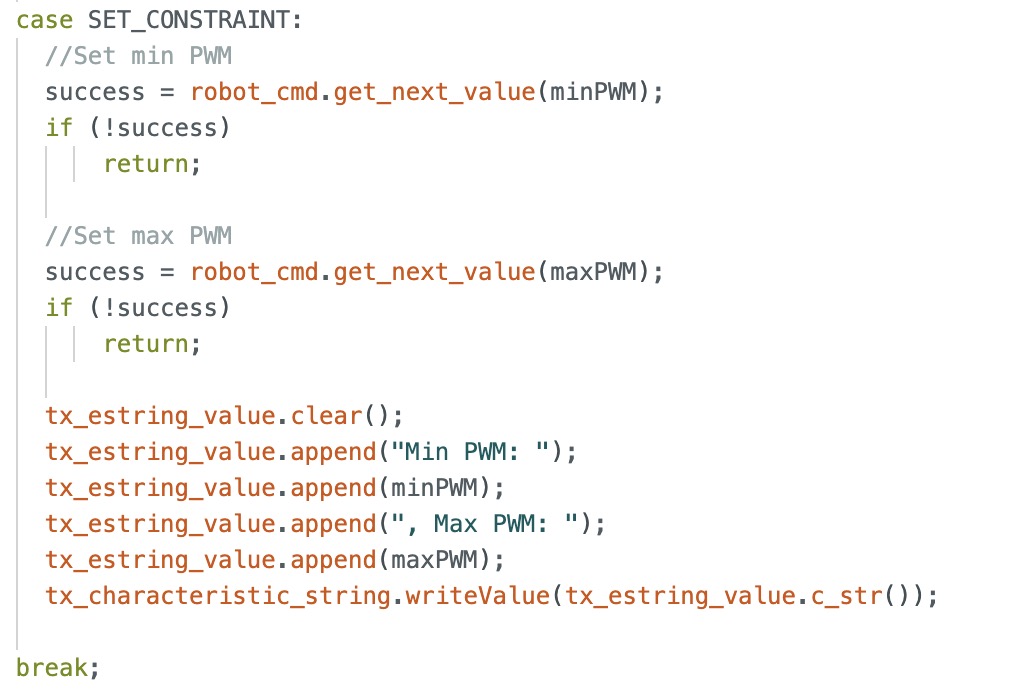 case SET_CONSTRAINT:
//Set min PWM
success = robot_cmd.get_next_value(minPWM);
if (!success)
return;
//Set max PWM
success = robot_cmd.get_next_value(maxPWM);
if (!success)
return;
tx_estring_value.clear();
tx_estring_value.append("Min PWM: ");
tx_estring_value.append(minPWM);
tx_estring_value.append(", Max PWM: ");
tx_estring_value.append(maxPWM);
tx_characteristic_string.writeValue(tx_estring_value.c_str());
break;